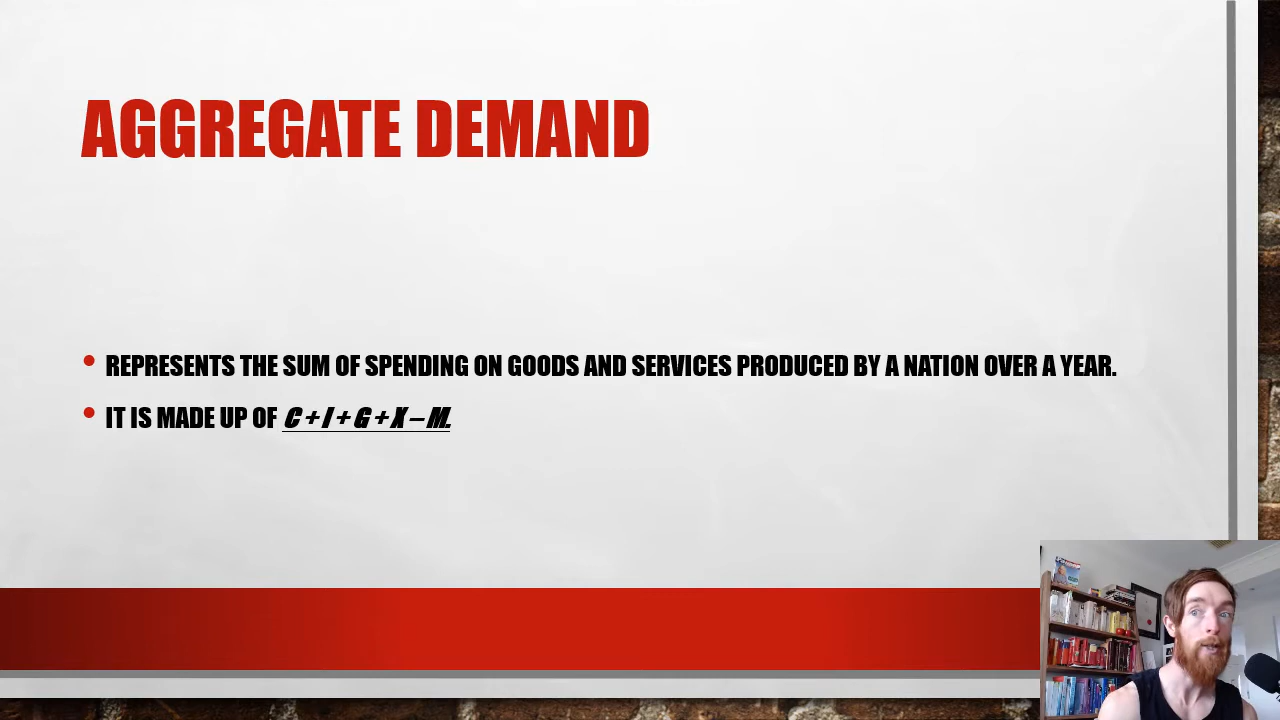 AGGREGATE DEMAND
• REPRESENTS THE SUM OF SPENDING ON GOODS AND SERVICES PRODUCED BY A NATION OVER A YEAR.
• IT IS MADE UP OF C + I + G + X – M.